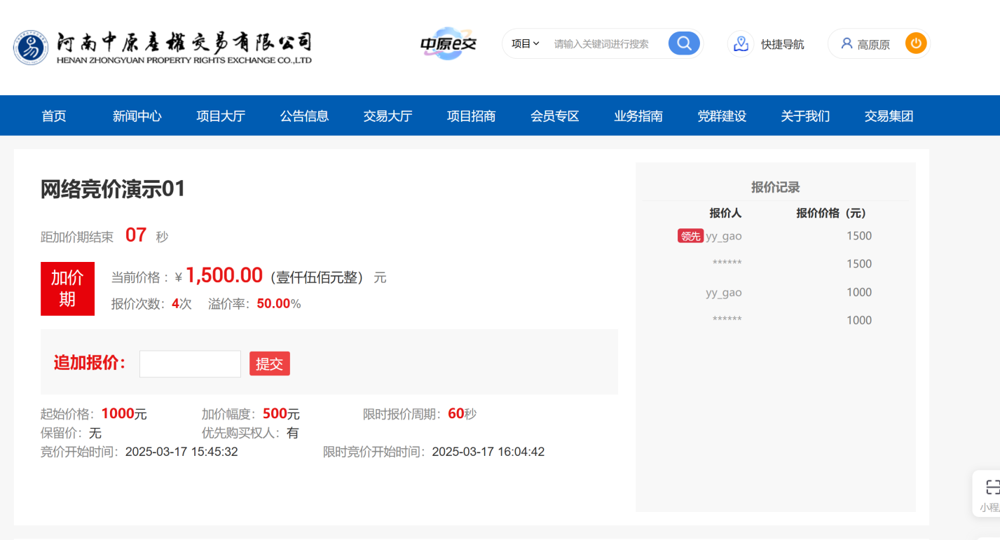 河南中原產權交易有限公司
HENAN ZHONGYUAN PROPERTY RIGHTS EXCHANGE CO.,LTD
中原e交
项目 请输入关键词进行搜索
快捷导航
高原原
首页 新闻中心 项目大厅 公告信息 交易大厅 项目招商 会员专区 业务指南 党群建设 关于我们 交易集团
网络竞价演示01
距加价期结束 07 秒
加价
期
当前价格：¥ 1,500.00（壹仟伍佰元整） 元
报价次数：4次 溢价率：50.00%
追加报价： 提交
起始价格：1000元 加价幅度：500元 限时报价周期：60秒
保留价：无 优先购买权人：有
竞价开始时间：2025-03-17 15:45:32 限时竞价开始时间：2025-03-17 16:04:42
报价记录
报价人 报价价格（元）
领先 yy_gao 1500
****** 1500
yy_gao 1000
****** 1000
小程